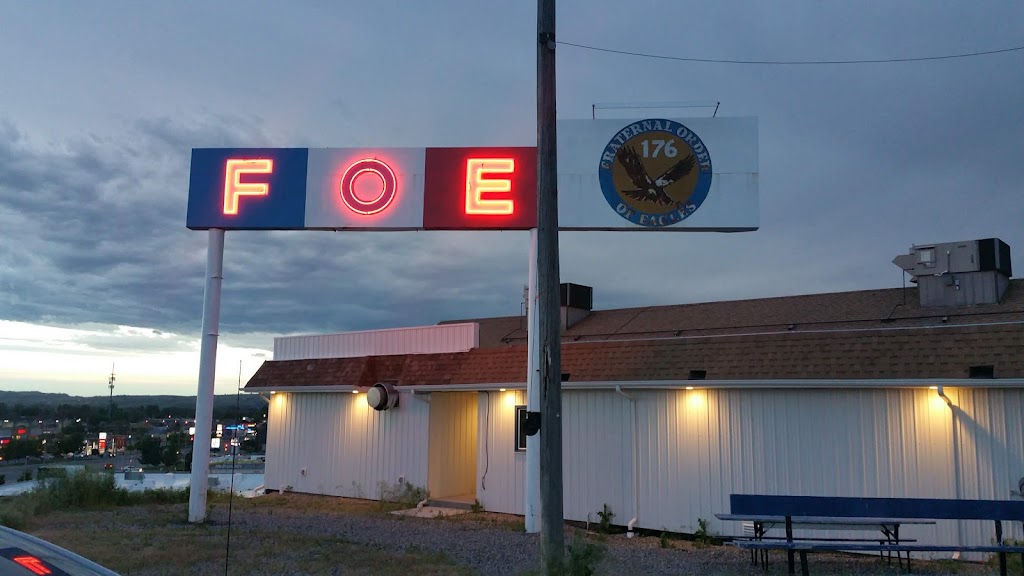 FOE
FRATERNAL ORDER
176
OF EAGLES